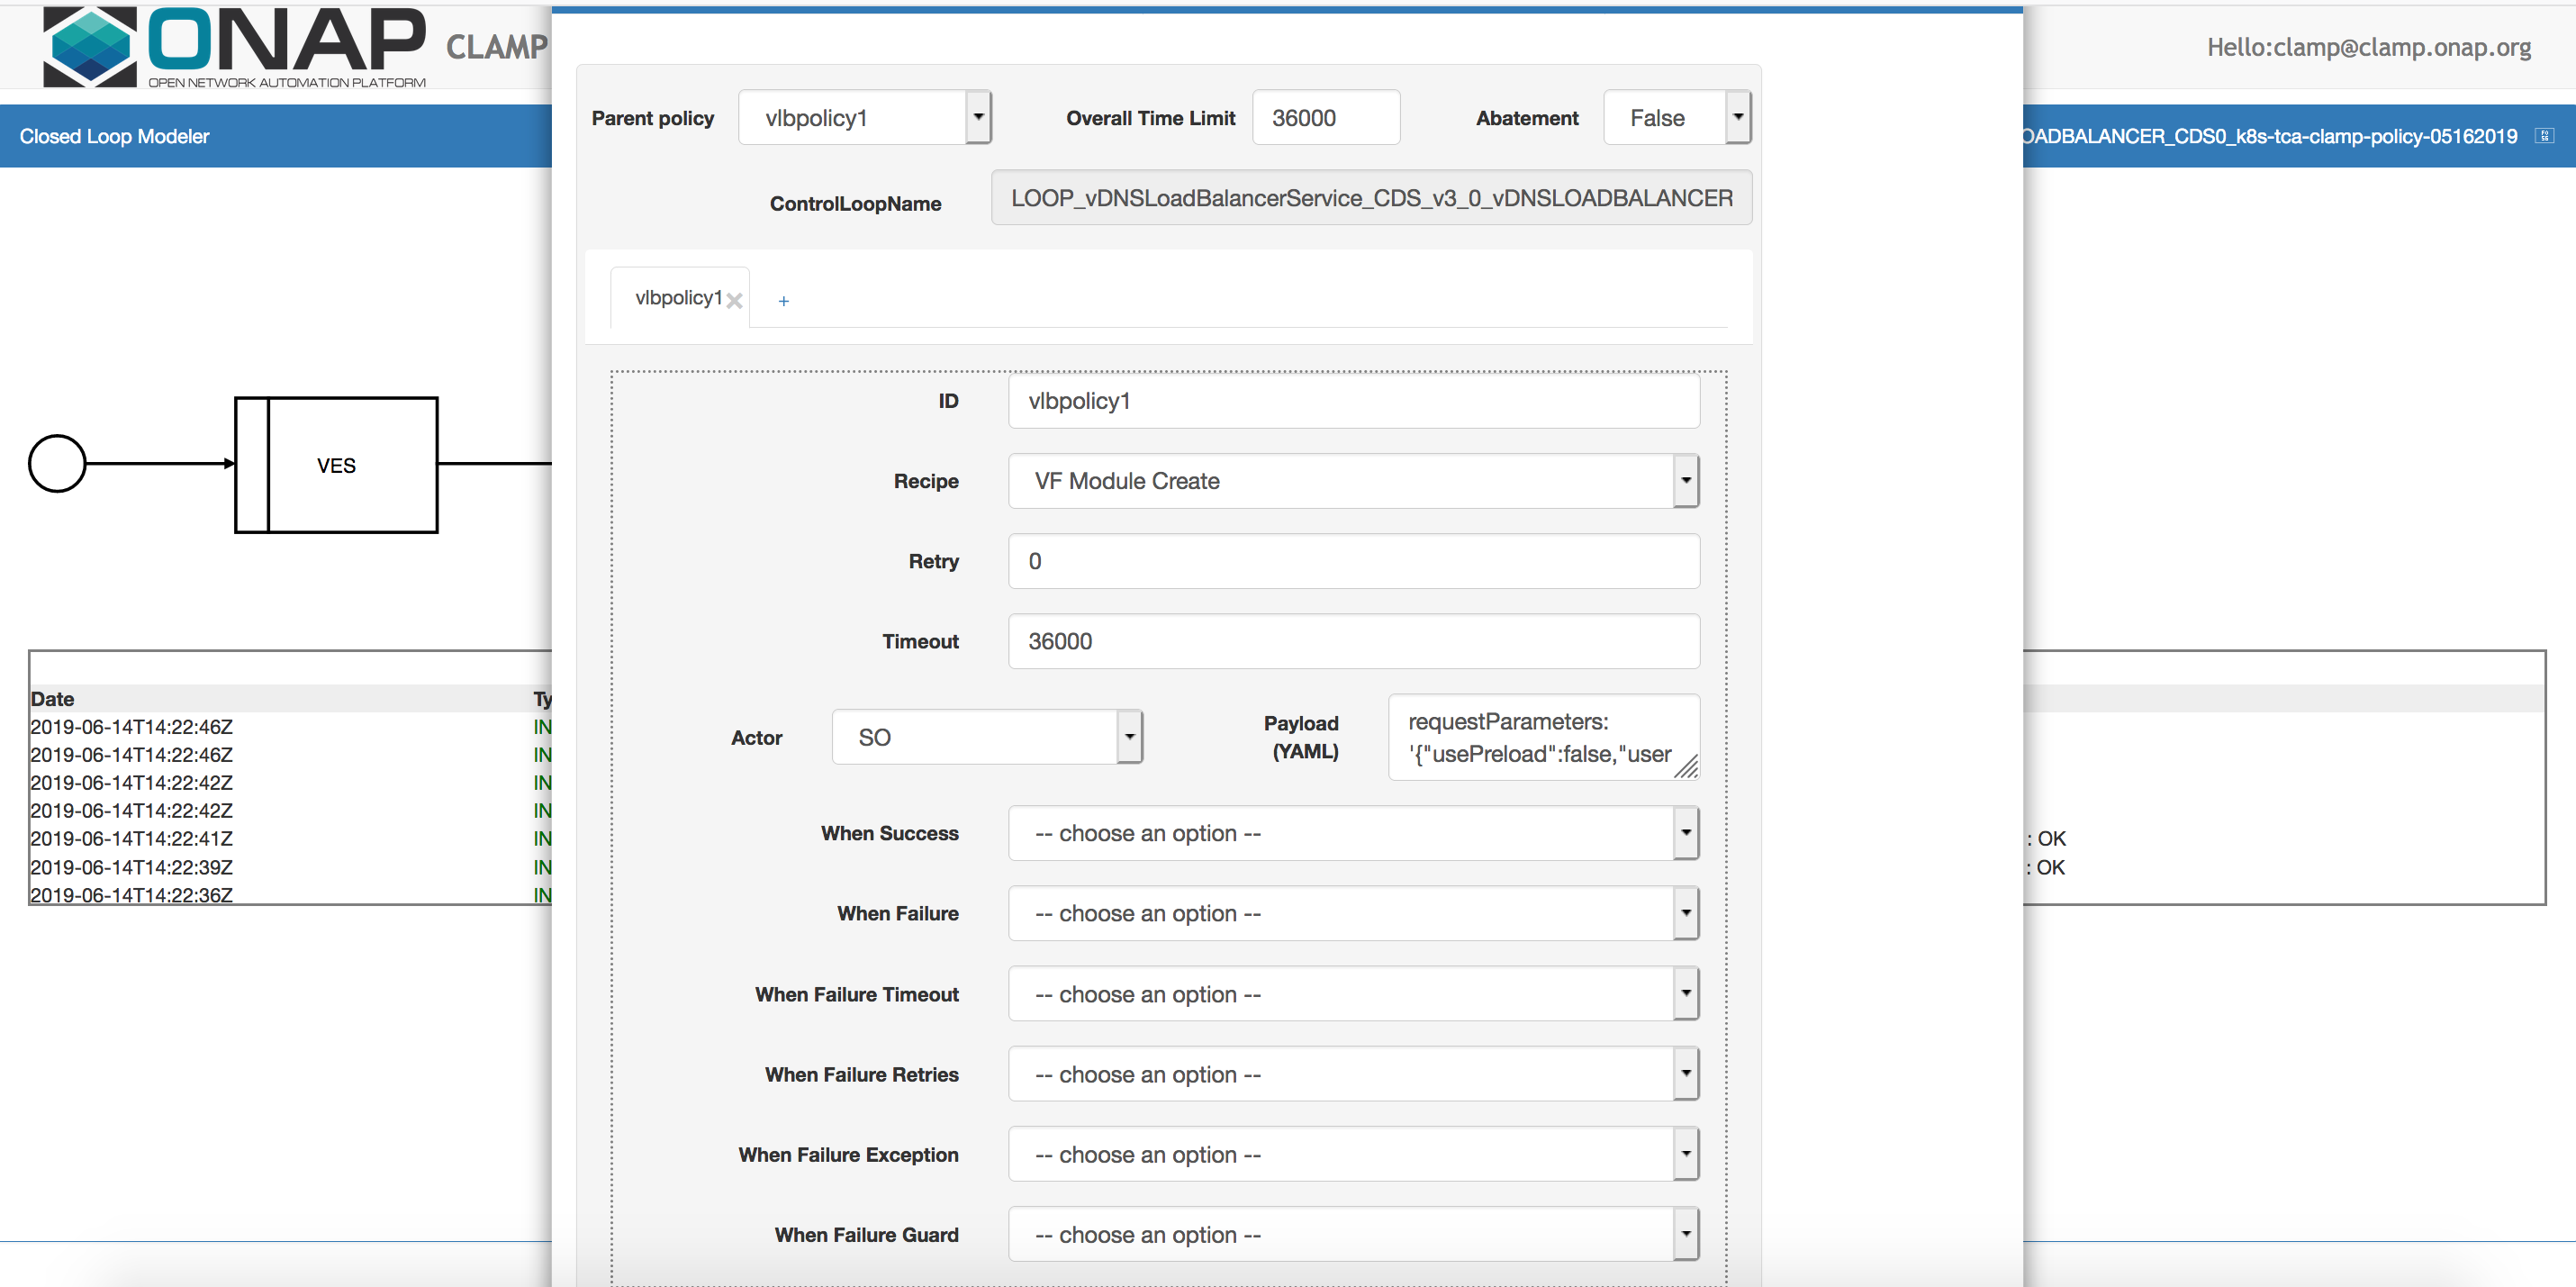 ONAP CLAMP
OPEN NETWORK AUTOMATION PLATFORM
Hello:clamp@clamp.onap.org
Closed Loop Modeler
OADBALANCER_CDS0_k8s-tca-clamp-policy-05162019
Parent policy vlbpolicy1 Overall Time Limit 36000 Abatement False
ControlLoopName LOOP_vDNSLoadBalancerService_CDS_v3_0_vDNSLOADBALANCER
vlbpolicy1 +
ID vlbpolicy1
Recipe VF Module Create
Retry 0
Timeout 36000
Actor SO
Payload
(YAML)
requestParameters:
'{"usePreload":false,"user
When Success -- choose an option --
When Failure -- choose an option --
When Failure Timeout -- choose an option --
When Failure Retries -- choose an option --
When Failure Exception -- choose an option --
When Failure Guard -- choose an option --
VES
Date Ty
2019-06-14T14:22:46Z IN
2019-06-14T14:22:46Z IN
2019-06-14T14:22:42Z IN
2019-06-14T14:22:42Z IN
2019-06-14T14:22:41Z IN : OK
2019-06-14T14:22:39Z IN : OK
2019-06-14T14:22:36Z IN